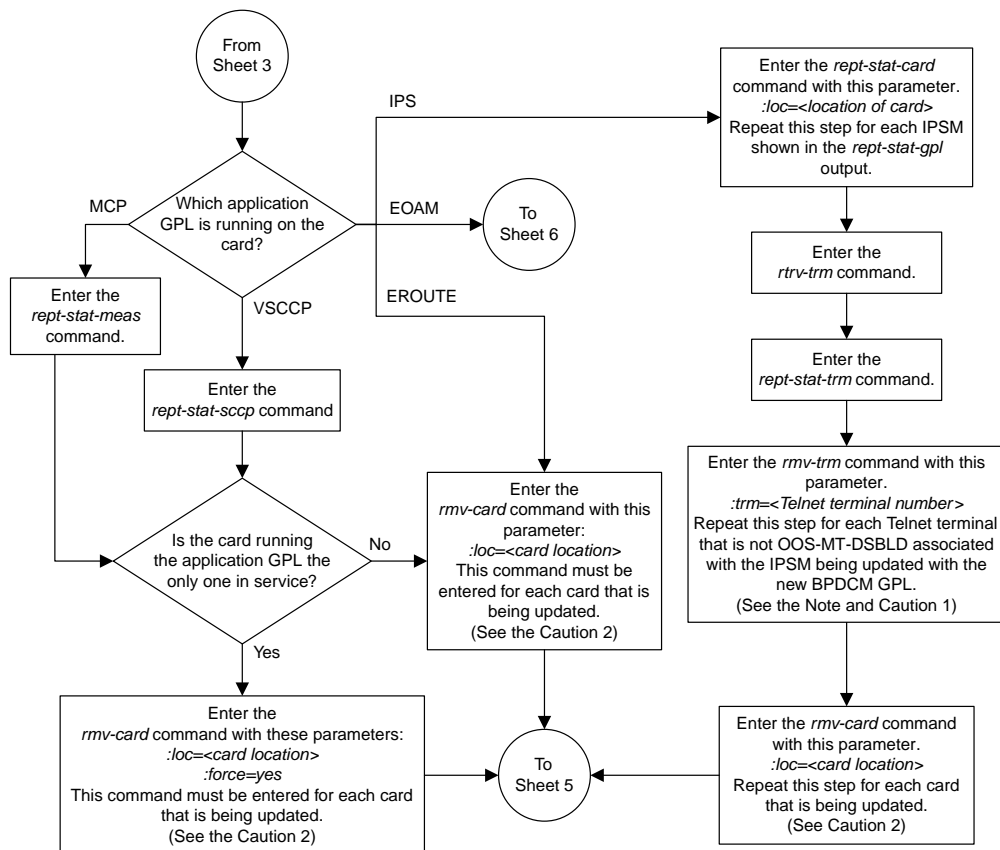 From
Sheet 3
Which application
GPL is running on the
card?
MCP
IPS
EOAM
EROUTE
VSCCP
To
Sheet 6
Enter the
rept-stat-meas
command.
Enter the
rept-stat-sccp command
Is the card running
the application GPL the
only one in service?
No
Yes
Enter the
rmv-card command with this
parameter:
:loc=<card location>
This command must be
entered for each card that is
being updated.
(See the Caution 2)
Enter the
rmv-card command with these parameters:
:loc=<card location>
:force=yes
This command must be entered for each card
that is being updated.
(See the Caution 2)
To
Sheet 5
Enter the rept-stat-card
command with this parameter.
:loc=<location of card>
Repeat this step for each IPSM
shown in the rept-stat-gpl
output.
Enter the
rtrv-trm command.
Enter the
rept-stat-trm command.
Enter the rmv-trm command with this
parameter.
:trm=<Telnet terminal number>
Repeat this step for each Telnet terminal
that is not OOS-MT-DSBLD associated
with the IPSM being updated with the
new BPDCM GPL.
(See the Note and Caution 1)
Enter the rmv-card command
with this parameter.
:loc=<card location>
Repeat this step for each card
that is being updated.
(See Caution 2)